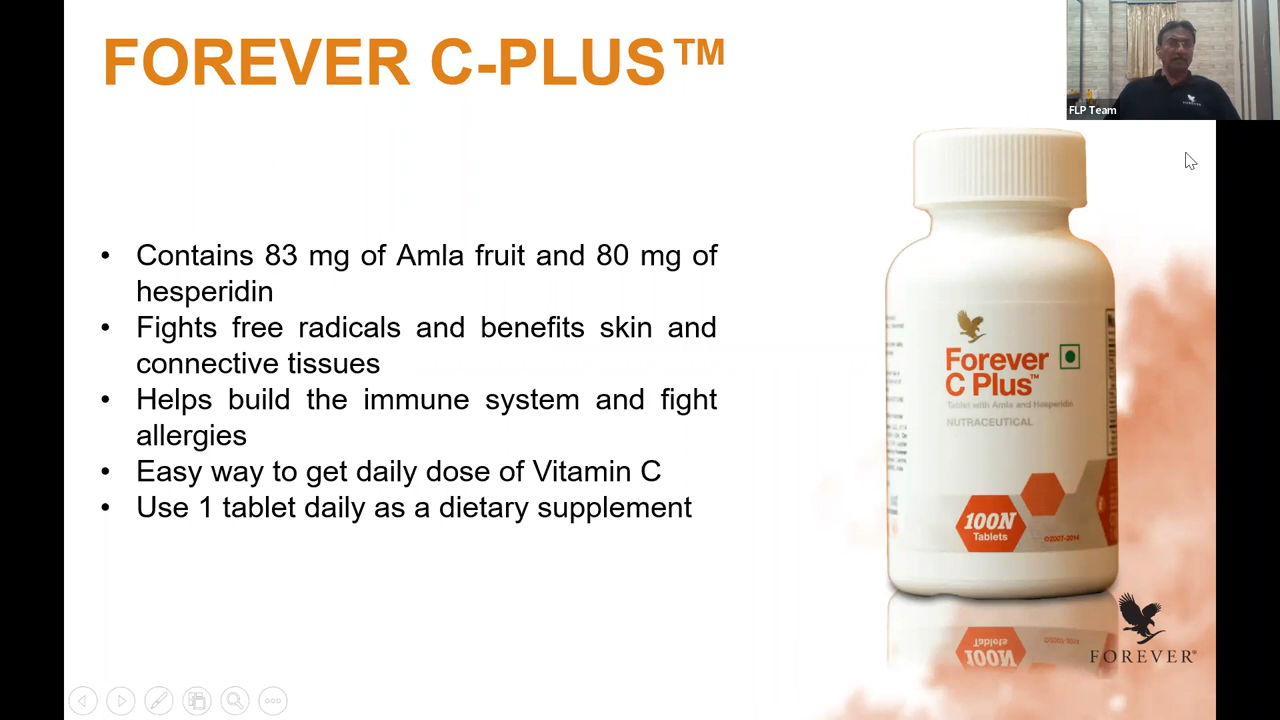 FOREVER C-PLUS™
FLP Team
FOREVER
• Contains 83 mg of Amla fruit and 80 mg of
hesperidin
• Fights free radicals and benefits skin and
connective tissues
• Helps build the immune system and fight
allergies
• Easy way to get daily dose of Vitamin C
• Use 1 tablet daily as a dietary supplement
Forever
C Plus™
Tablet with Amla and Hesperidin
NUTRACEUTICAL
100N
Tablets
©2007-2014
Tablets
100N
FOREVER®